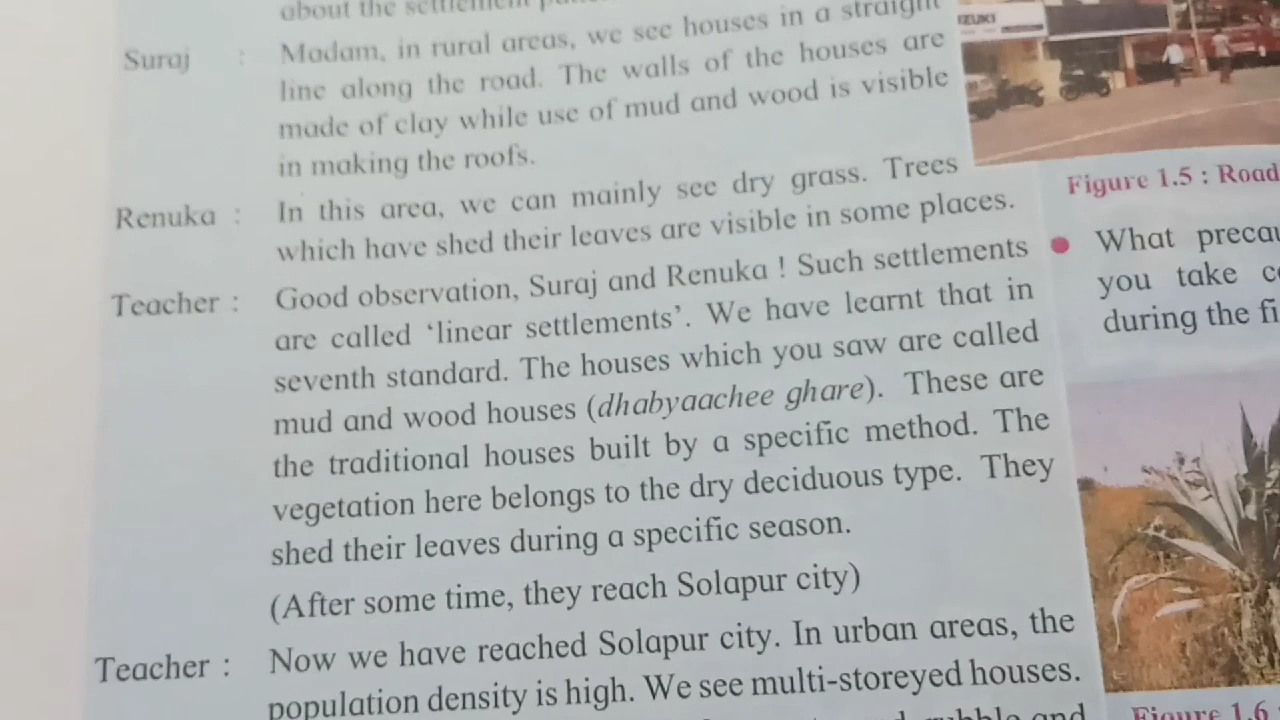 about the settlement
Suraj : Madam, in rural areas, we see houses in a straight
line along the road. The walls of the houses are
made of clay while use of mud and wood is visible
in making the roofs.
Renuka : In this area, we can mainly see dry grass. Trees
which have shed their leaves are visible in some places.
Teacher : Good observation, Suraj and Renuka ! Such settlements
are called ‘linear settlements’. We have learnt that in
seventh standard. The houses which you saw are called
mud and wood houses (dhabyaachee ghare). These are
the traditional houses built by a specific method. The
vegetation here belongs to the dry deciduous type. They
shed their leaves during a specific season.
(After some time, they reach Solapur city)
Teacher : Now we have reached Solapur city. In urban areas, the
population density is high. We see multi-storeyed houses.
and
Figure 1.5 : Road
• What
you take
during the
Figure 1.6